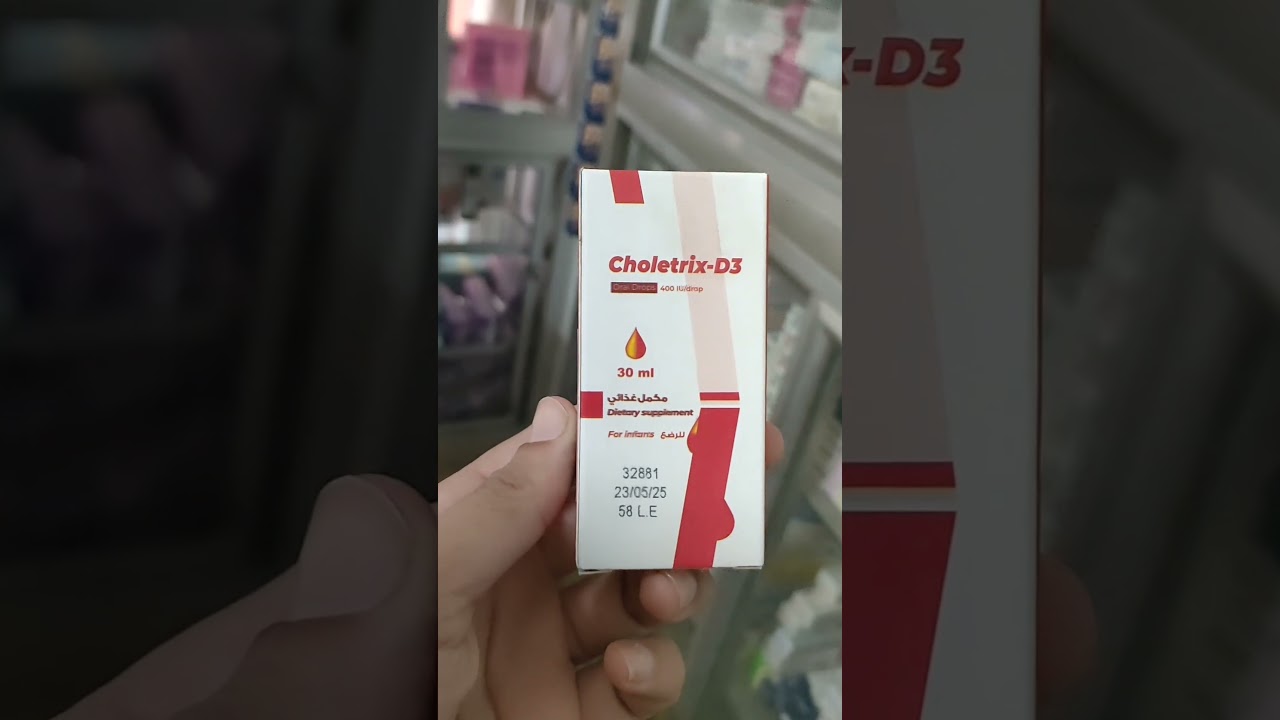 Choletrix-D3
Oral Drops 400 IU/drop
30 ml
مكمل غذائي
Dietary supplement
For infants للرضع
32881
23/05/25
58 L.E
-D3